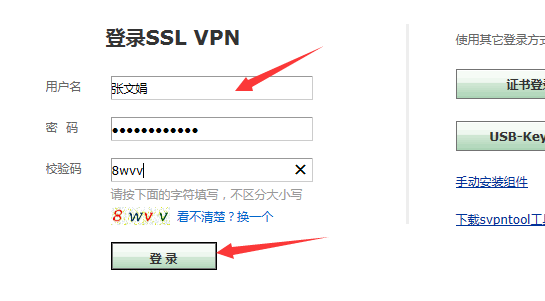 登录SSL VPN
用户名 张文娟
密 码 ●●●●●●●●●●●●
校验码 8wvv ✕
请按下面的字符填写，不区分大小写
8wvv 看不清楚？换一个
登 录
使用其它登录方式
证书登录
USB-Key
手动安装组件
下载svpntool工具